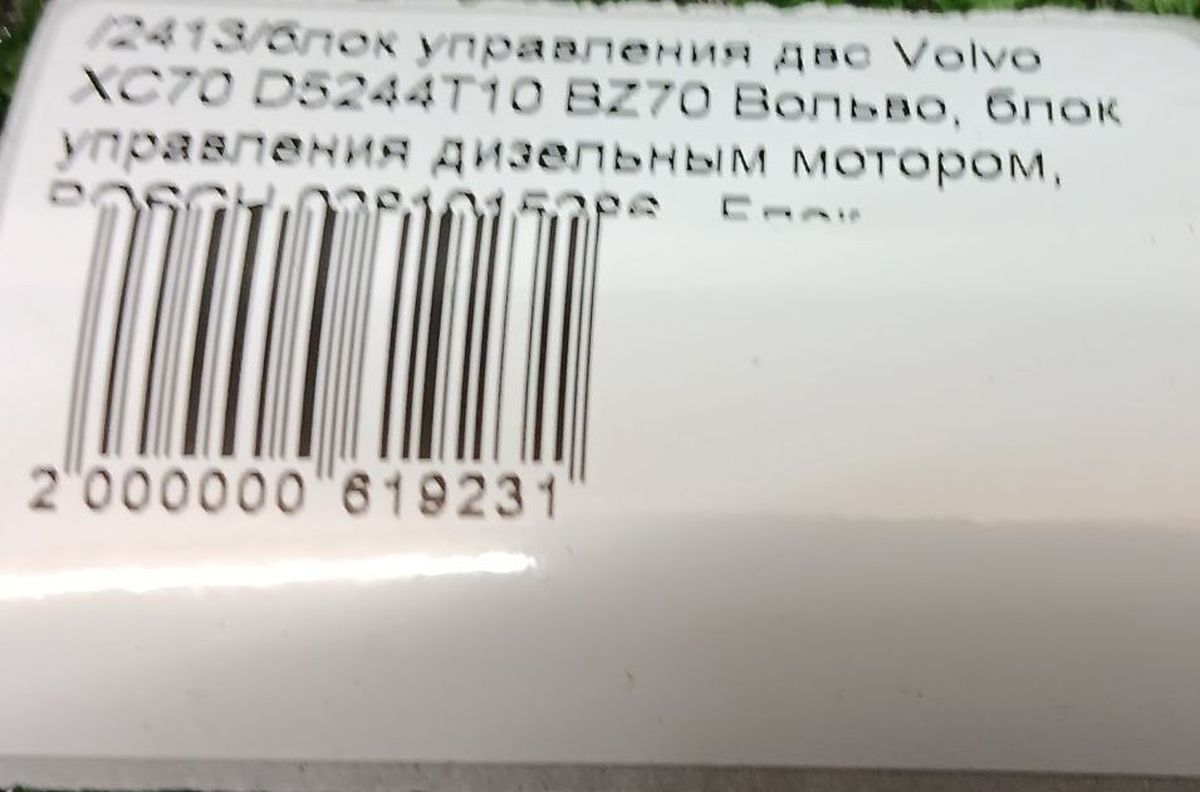 /2413/блок управления двс Volvo
XC70 D5244T10 BZ70 Вольво, блок
управления дизельным мотором,
2 000000 619231